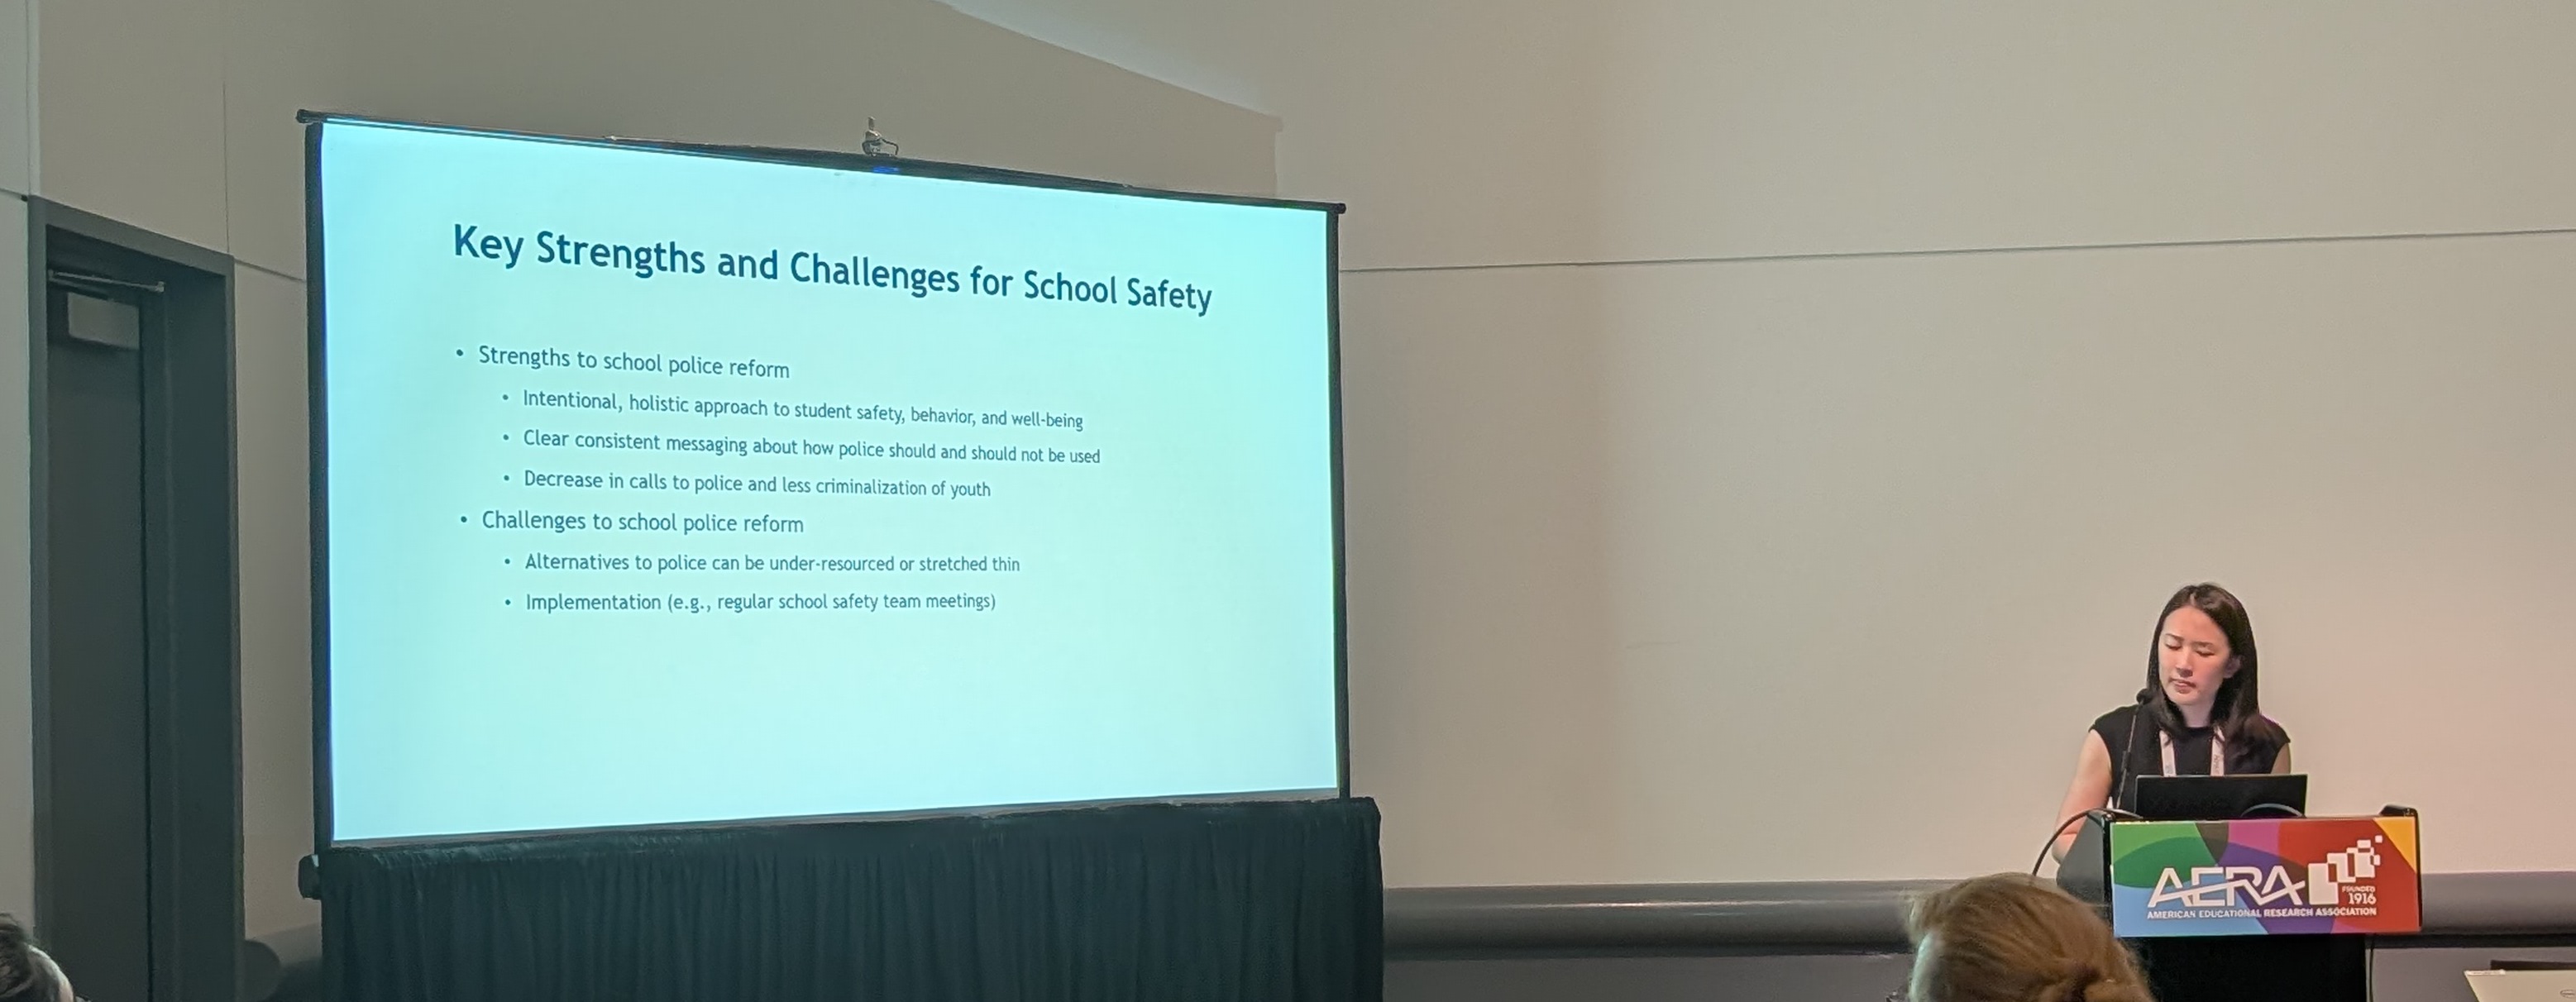 Key Strengths and Challenges for School Safety
• Strengths to school police reform
• Intentional, holistic approach to student safety, behavior, and well-being
• Clear consistent messaging about how police should and should not be used
• Decrease in calls to police and less criminalization of youth
• Challenges to school police reform
• Alternatives to police can be under-resourced or stretched thin
• Implementation (e.g., regular school safety team meetings)
AERA
FOUNDED
1916
AMERICAN EDUCATIONAL RESEARCH ASSOCIATION